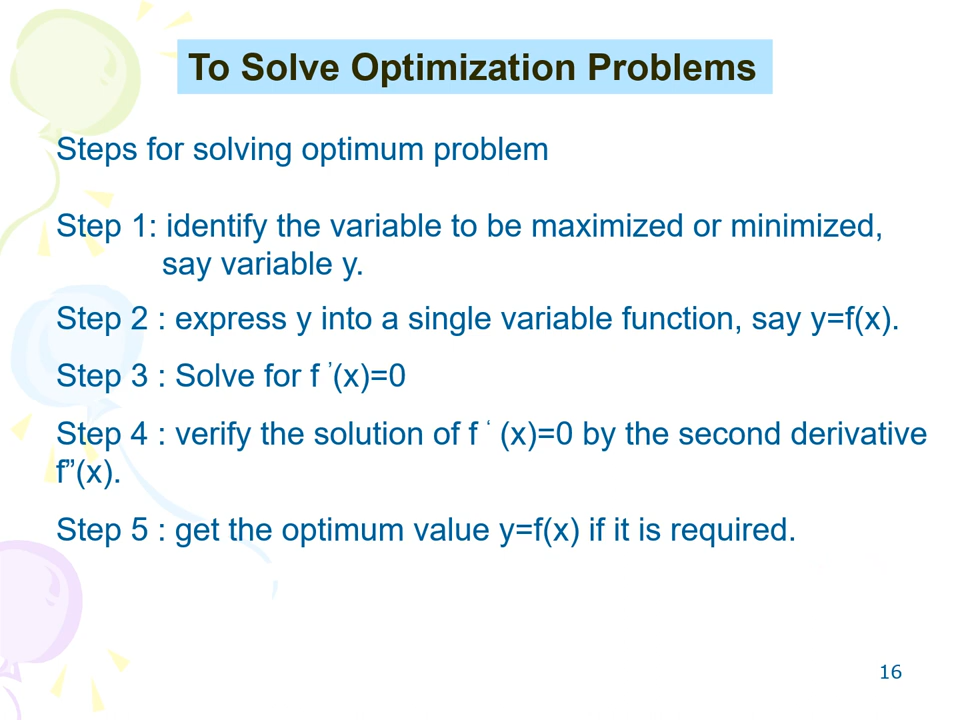 To Solve Optimization Problems
Steps for solving optimum problem
Step 1: identify the variable to be maximized or minimized,
say variable y.
Step 2 : express y into a single variable function, say y=f(x).
Step 3 : Solve for f ’(x)=0
Step 4 : verify the solution of f ‘ (x)=0 by the second derivative
f”(x).
Step 5 : get the optimum value y=f(x) if it is required.
16